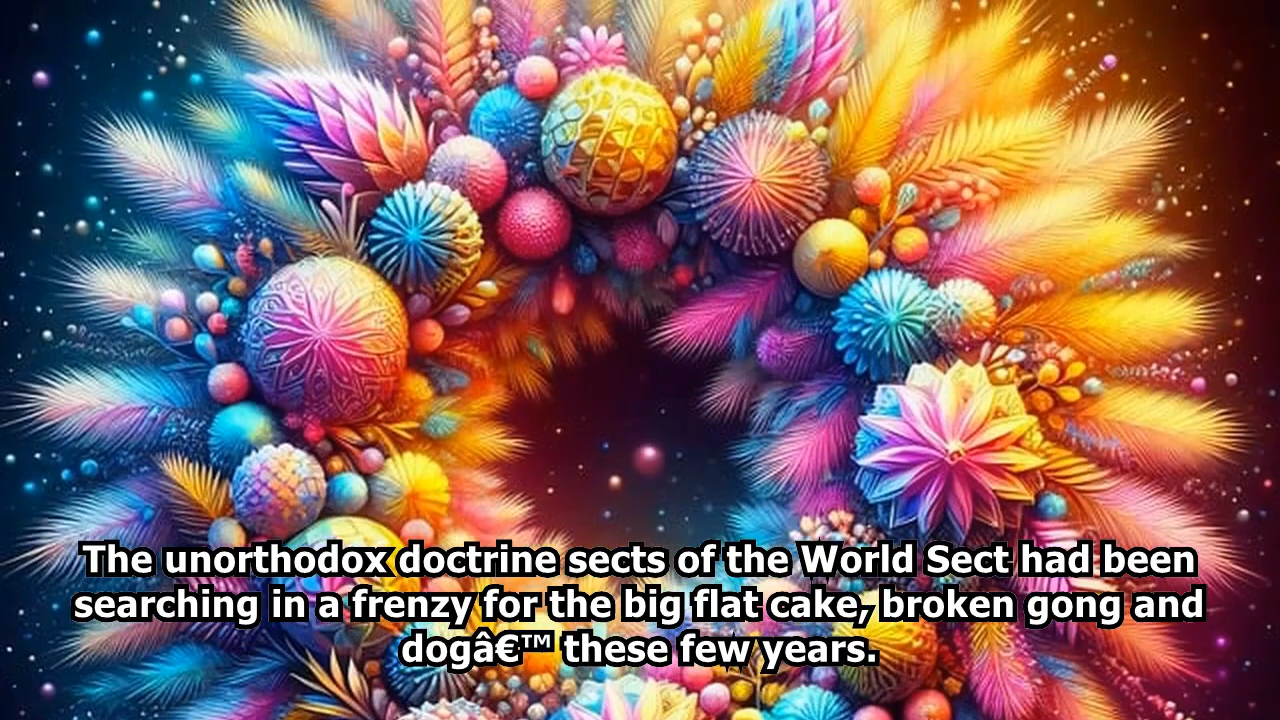 The unorthodox doctrine sects of the World Sect had been
searching in a frenzy for the big flat cake, broken gong and
dogâ€™ these few years.